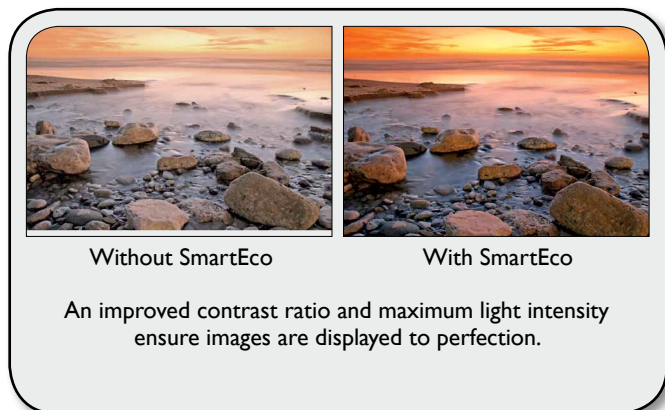 Without SmartEco
With SmartEco
An improved contrast ratio and maximum light intensity
ensure images are displayed to perfection.